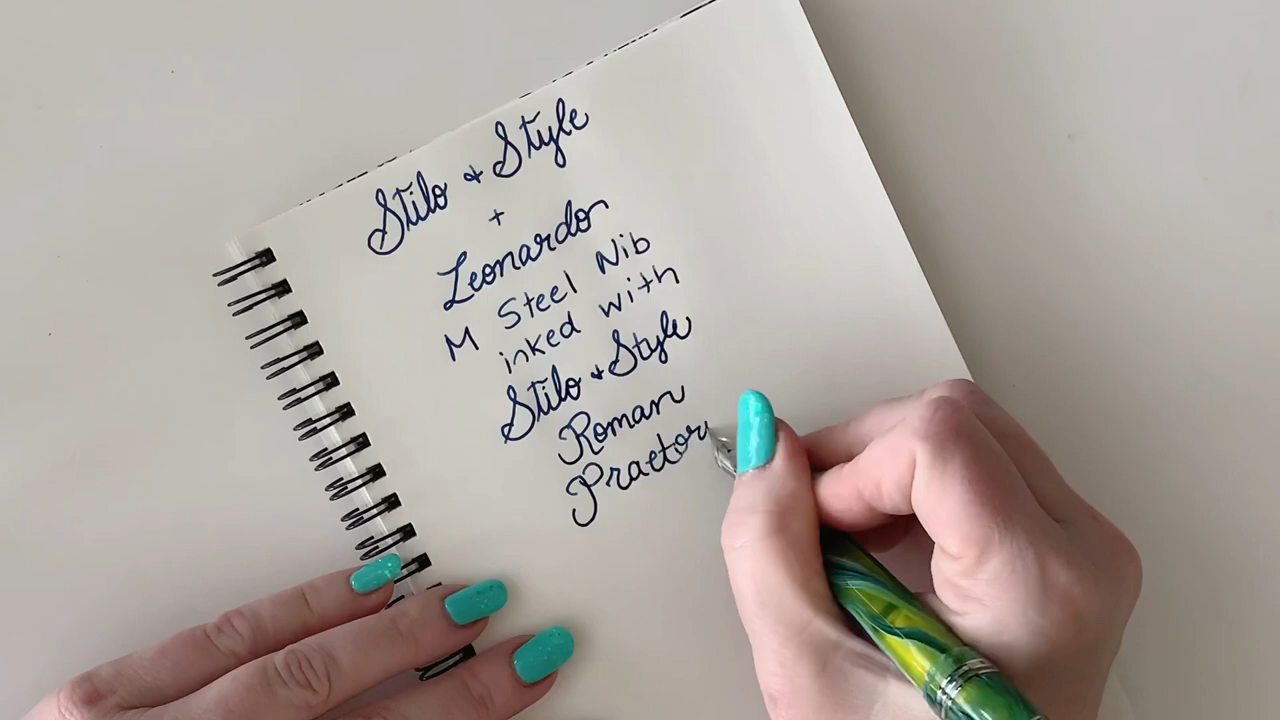 Stilo & Style
+
Leonardo
M Steel Nib
inked with
Stilo & Style
Roman
Praetor